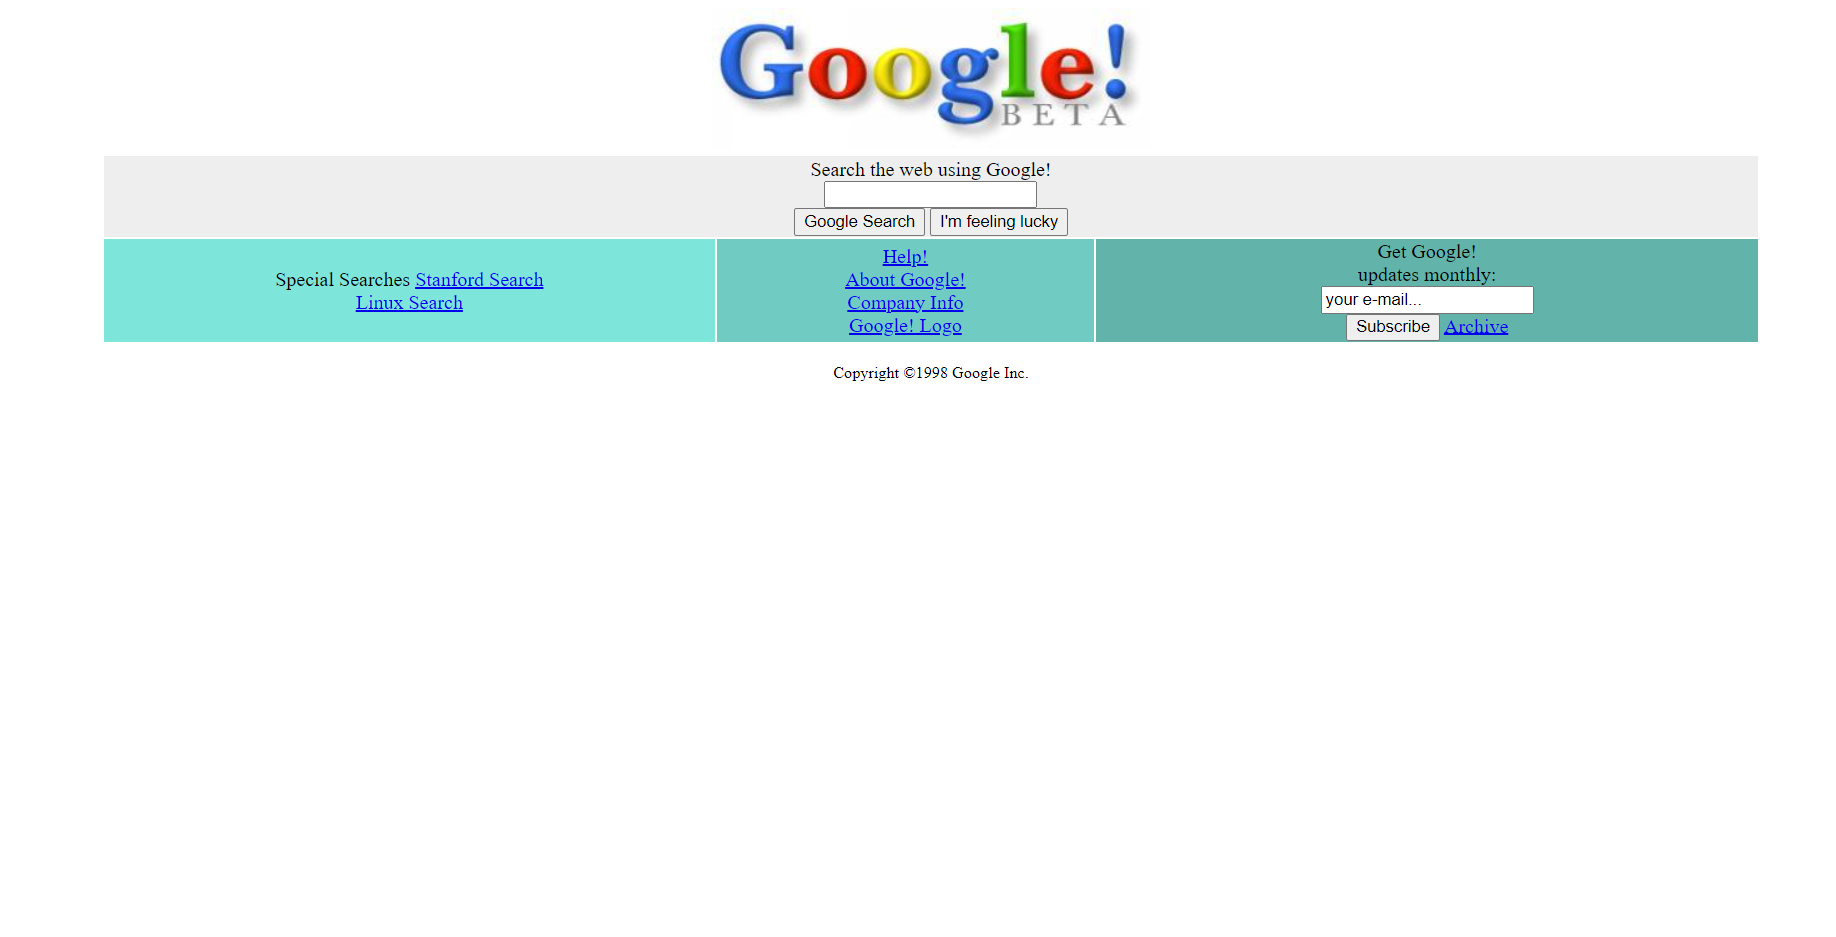 Google!
BETA
Search the web using Google!
Google Search I'm feeling lucky
Special Searches Stanford Search
Linux Search
Help!
About Google!
Company Info
Google! Logo
Get Google!
updates monthly:
your e-mail...
Subscribe Archive
Copyright ©1998 Google Inc.